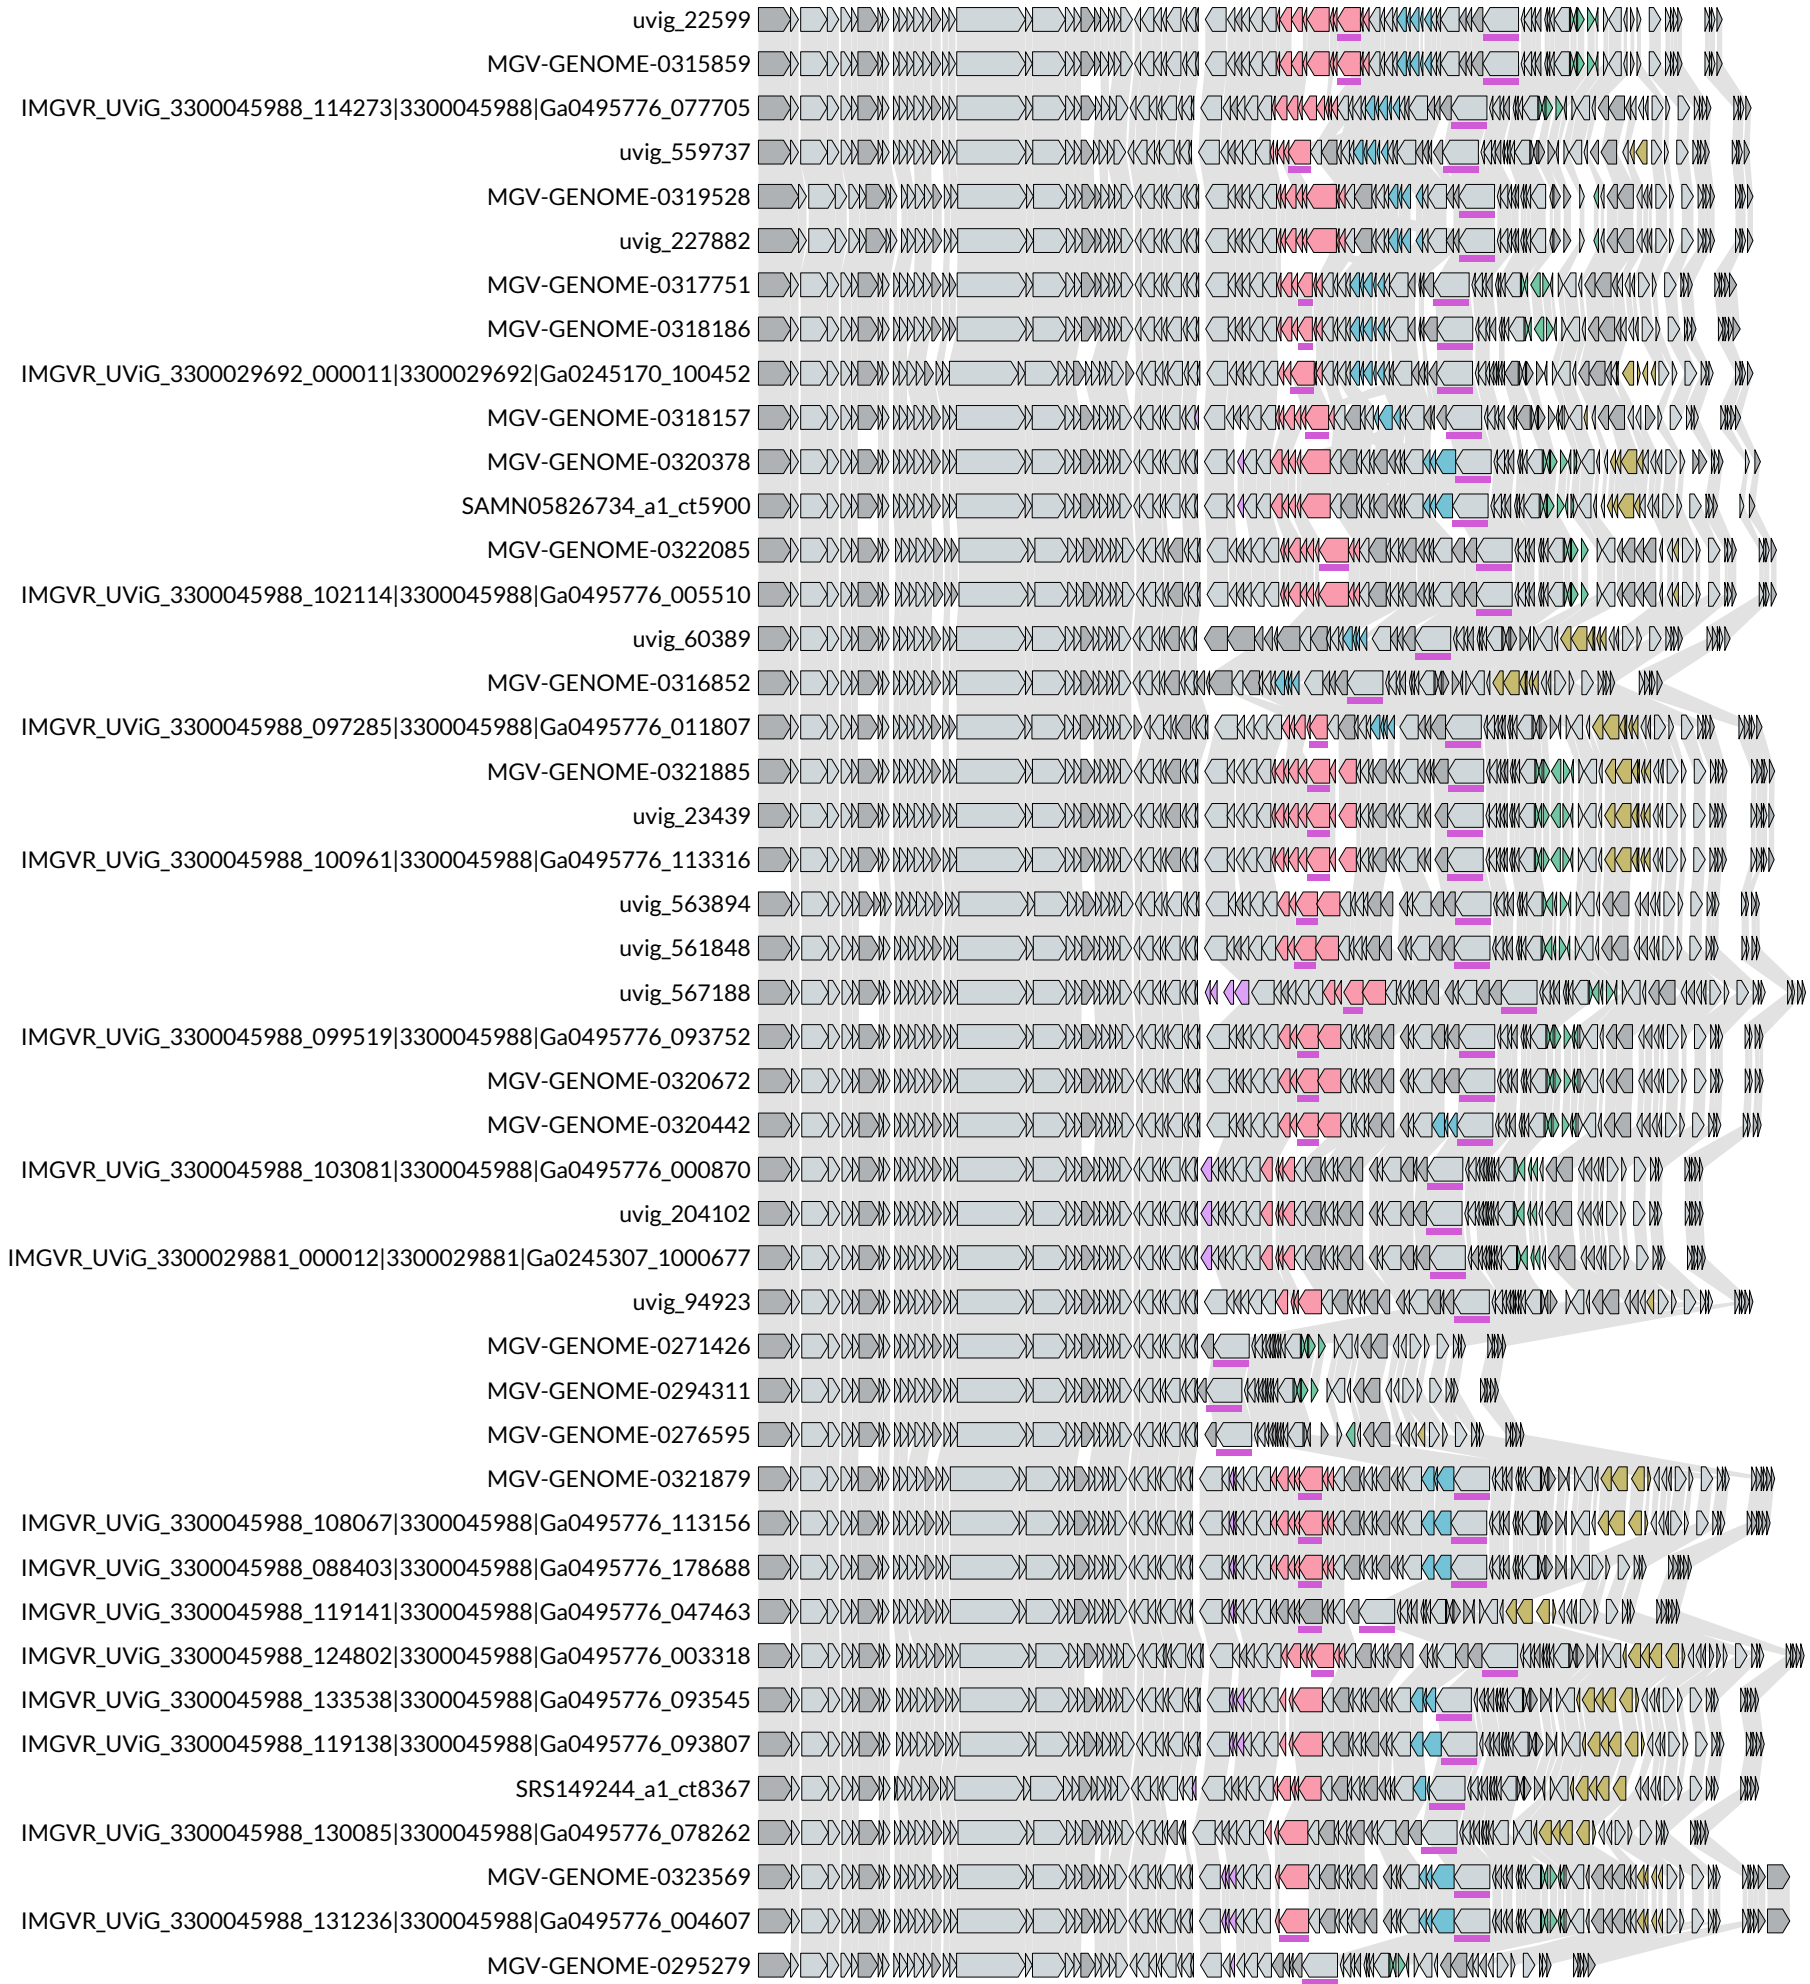 uvig_22599
MGV-GENOME-0315859
IMGVR_UViG_3300045988_114273|3300045988|Ga0495776_077705
uvig_559737
MGV-GENOME-0319528
uvig_227882
MGV-GENOME-0317751
MGV-GENOME-0318186
IMGVR_UViG_3300029692_000011|3300029692|Ga0245170_100452
MGV-GENOME-0318157
MGV-GENOME-0320378
SAMN05826734_a1_ct5900
MGV-GENOME-0322085
IMGVR_UViG_3300045988_102114|3300045988|Ga0495776_005510
uvig_60389
MGV-GENOME-0316852
IMGVR_UViG_3300045988_097285|3300045988|Ga0495776_011807
MGV-GENOME-0321885
uvig_23439
IMGVR_UViG_3300045988_100961|3300045988|Ga0495776_113316
uvig_563894
uvig_561848
uvig_567188
IMGVR_UViG_3300045988_099519|3300045988|Ga0495776_093752
MGV-GENOME-0320672
MGV-GENOME-0320442
IMGVR_UViG_3300045988_103081|3300045988|Ga0495776_000870
uvig_204102
IMGVR_UViG_3300029881_000012|3300029881|Ga0245307_1000677
uvig_94923
MGV-GENOME-0271426
MGV-GENOME-0294311
MGV-GENOME-0276595
MGV-GENOME-0321879
IMGVR_UViG_3300045988_108067|3300045988|Ga0495776_113156
IMGVR_UViG_3300045988_088403|3300045988|Ga0495776_178688
IMGVR_UViG_3300045988_119141|3300045988|Ga0495776_047463
IMGVR_UViG_3300045988_124802|3300045988|Ga0495776_003318
IMGVR_UViG_3300045988_133538|3300045988|Ga0495776_093545
IMGVR_UViG_3300045988_119138|3300045988|Ga0495776_093807
SRS149244_a1_ct8367
IMGVR_UViG_3300045988_130085|3300045988|Ga0495776_078262
MGV-GENOME-0323569
IMGVR_UViG_3300045988_131236|3300045988|Ga0495776_004607
MGV-GENOME-0295279